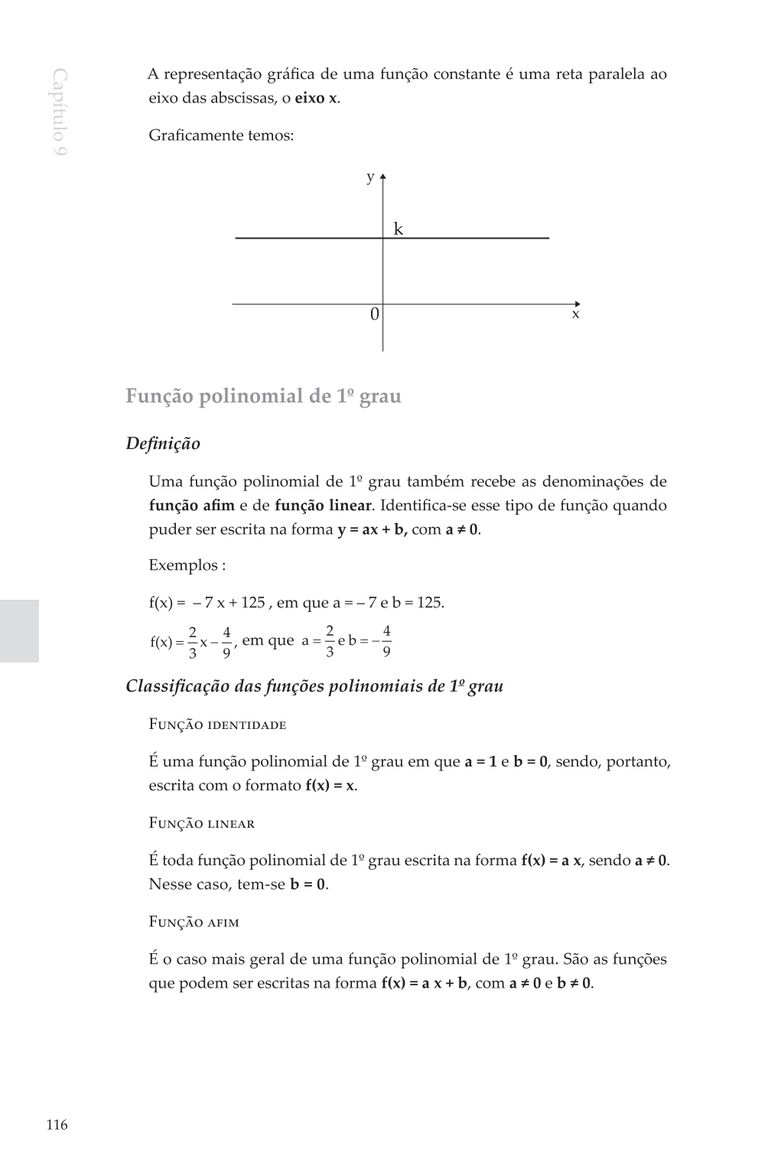 Capítulo 9
A representação gráfica de uma função constante é uma reta paralela ao
eixo das abscissas, o eixo x.
Graficamente temos:
y
k
0
x
Função polinomial de 1º grau
Definição
Uma função polinomial de 1º grau também recebe as denominações de
função afim e de função linear. Identifica-se esse tipo de função quando
puder ser escrita na forma y = ax + b, com a ≠ 0.
Exemplos :
f(x) = – 7 x + 125 , em que a = – 7 e b = 125.
f(x) = 2/3 x – 4/9, em que a = 2/3 e b = – 4/9
Classificação das funções polinomiais de 1º grau
Função identidade
É uma função polinomial de 1º grau em que a = 1 e b = 0, sendo, portanto,
escrita com o formato f(x) = x.
Função linear
É toda função polinomial de 1º grau escrita na forma f(x) = a x, sendo a ≠ 0.
Nesse caso, tem-se b = 0.
Função afim
É o caso mais geral de uma função polinomial de 1º grau. São as funções
que podem ser escritas na forma f(x) = a x + b, com a ≠ 0 e b ≠ 0.
116